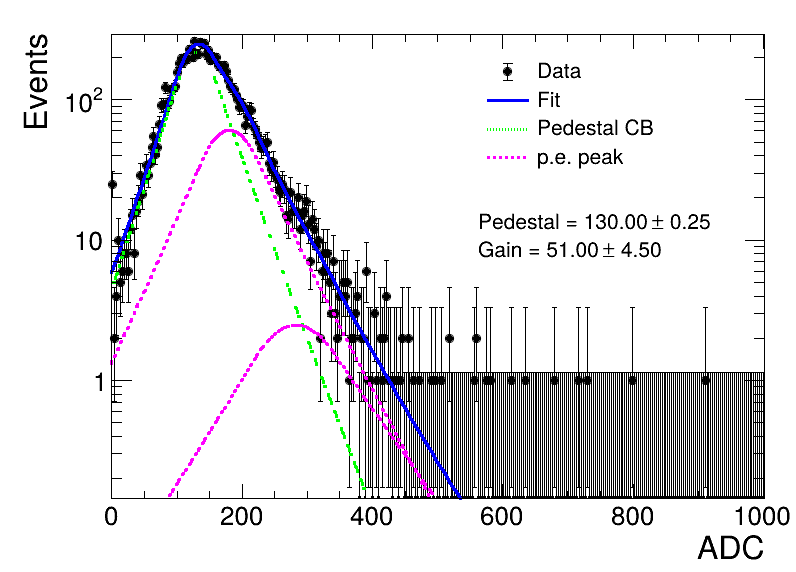 Events
10²
10
1
Data
Fit
Pedestal CB
p.e. peak
Pedestal = 130.00 ± 0.25
Gain = 51.00 ± 4.50
0 200 400 600 800 1000
ADC